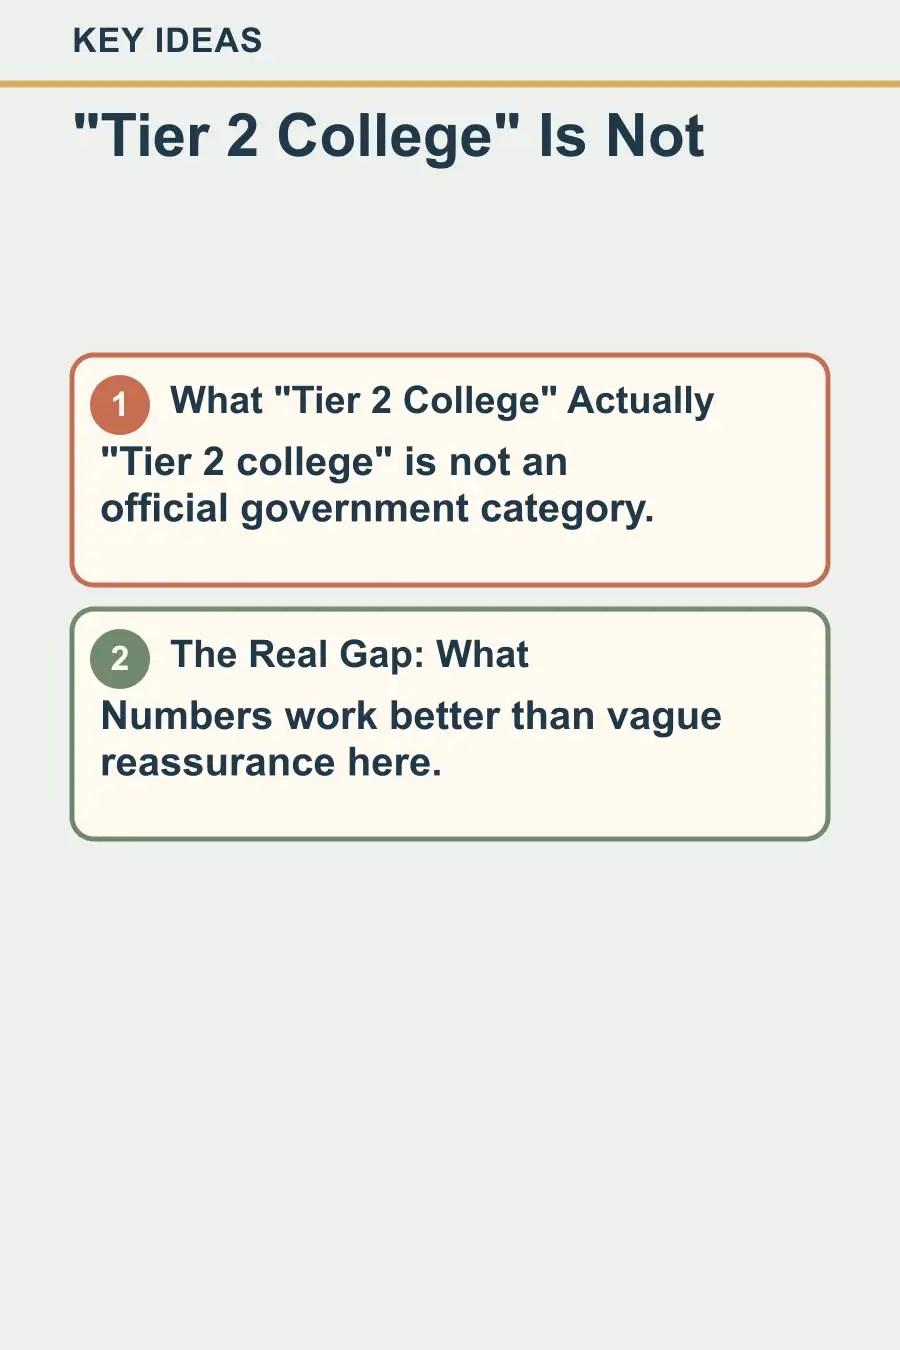 KEY IDEAS
"Tier 2 College" Is Not
1 What "Tier 2 College" Actually
"Tier 2 college" is not an
official government category.
2 The Real Gap: What
Numbers work better than vague
reassurance here.